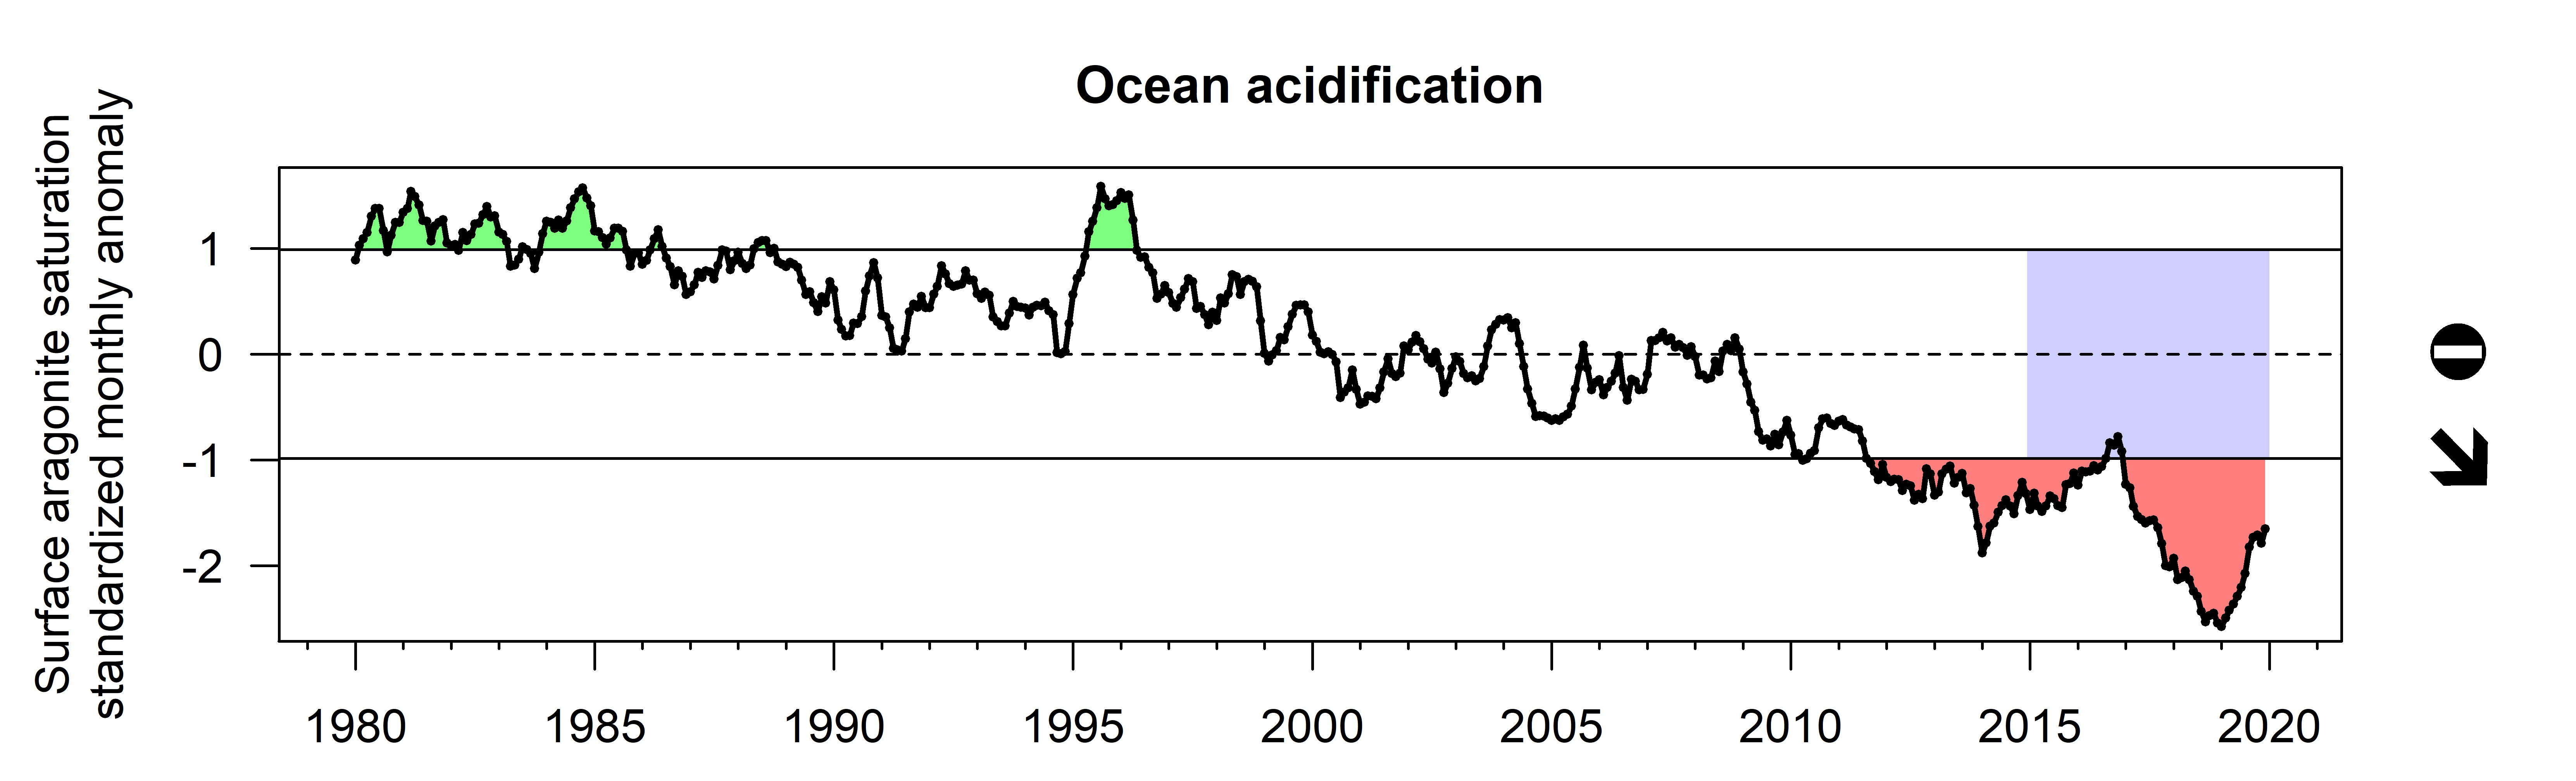 Ocean acidification
Surface aragonite saturation
standardized monthly anomaly
1
0
-1
-2
1980 1985 1990 1995 2000 2005 2010 2015 2020